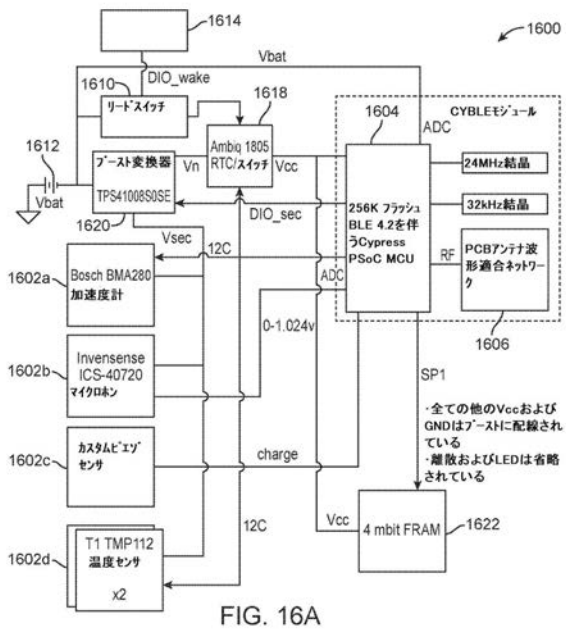 1614
1600
Vbat
1610
DIO_wake
リードスイッチ
1618
1604
CYBLEモジュール
ADC
1612
Vbat
ブースト変換器
TPS41008S0SE
1620
Vn
Ambiq 1805
RTC/スイッチ
Vcc
DIO_sec
256K フラッシュ
BLE 4.2を伴
うCypress
PSoC MCU
24MHz結晶
32kHz結晶
RF
PCBアンテナ波
形適合ネットワ
ーク
1606
Vsec
12C
ADC
1602a
Bosch BMA280
加速度計
0-1.024v
1602b
Invensense
ICS-40720
マイクロホン
SP1
・全ての他のVccおよび
GNDはブーストに配線され
ている
・離散およびLEDは省略
されている
1602c
カスタムピエゾ
センサ
charge
12C
Vcc
4 mbit FRAM
1622
1602d
T1 TMP112
温度センサ
x2
FIG. 16A